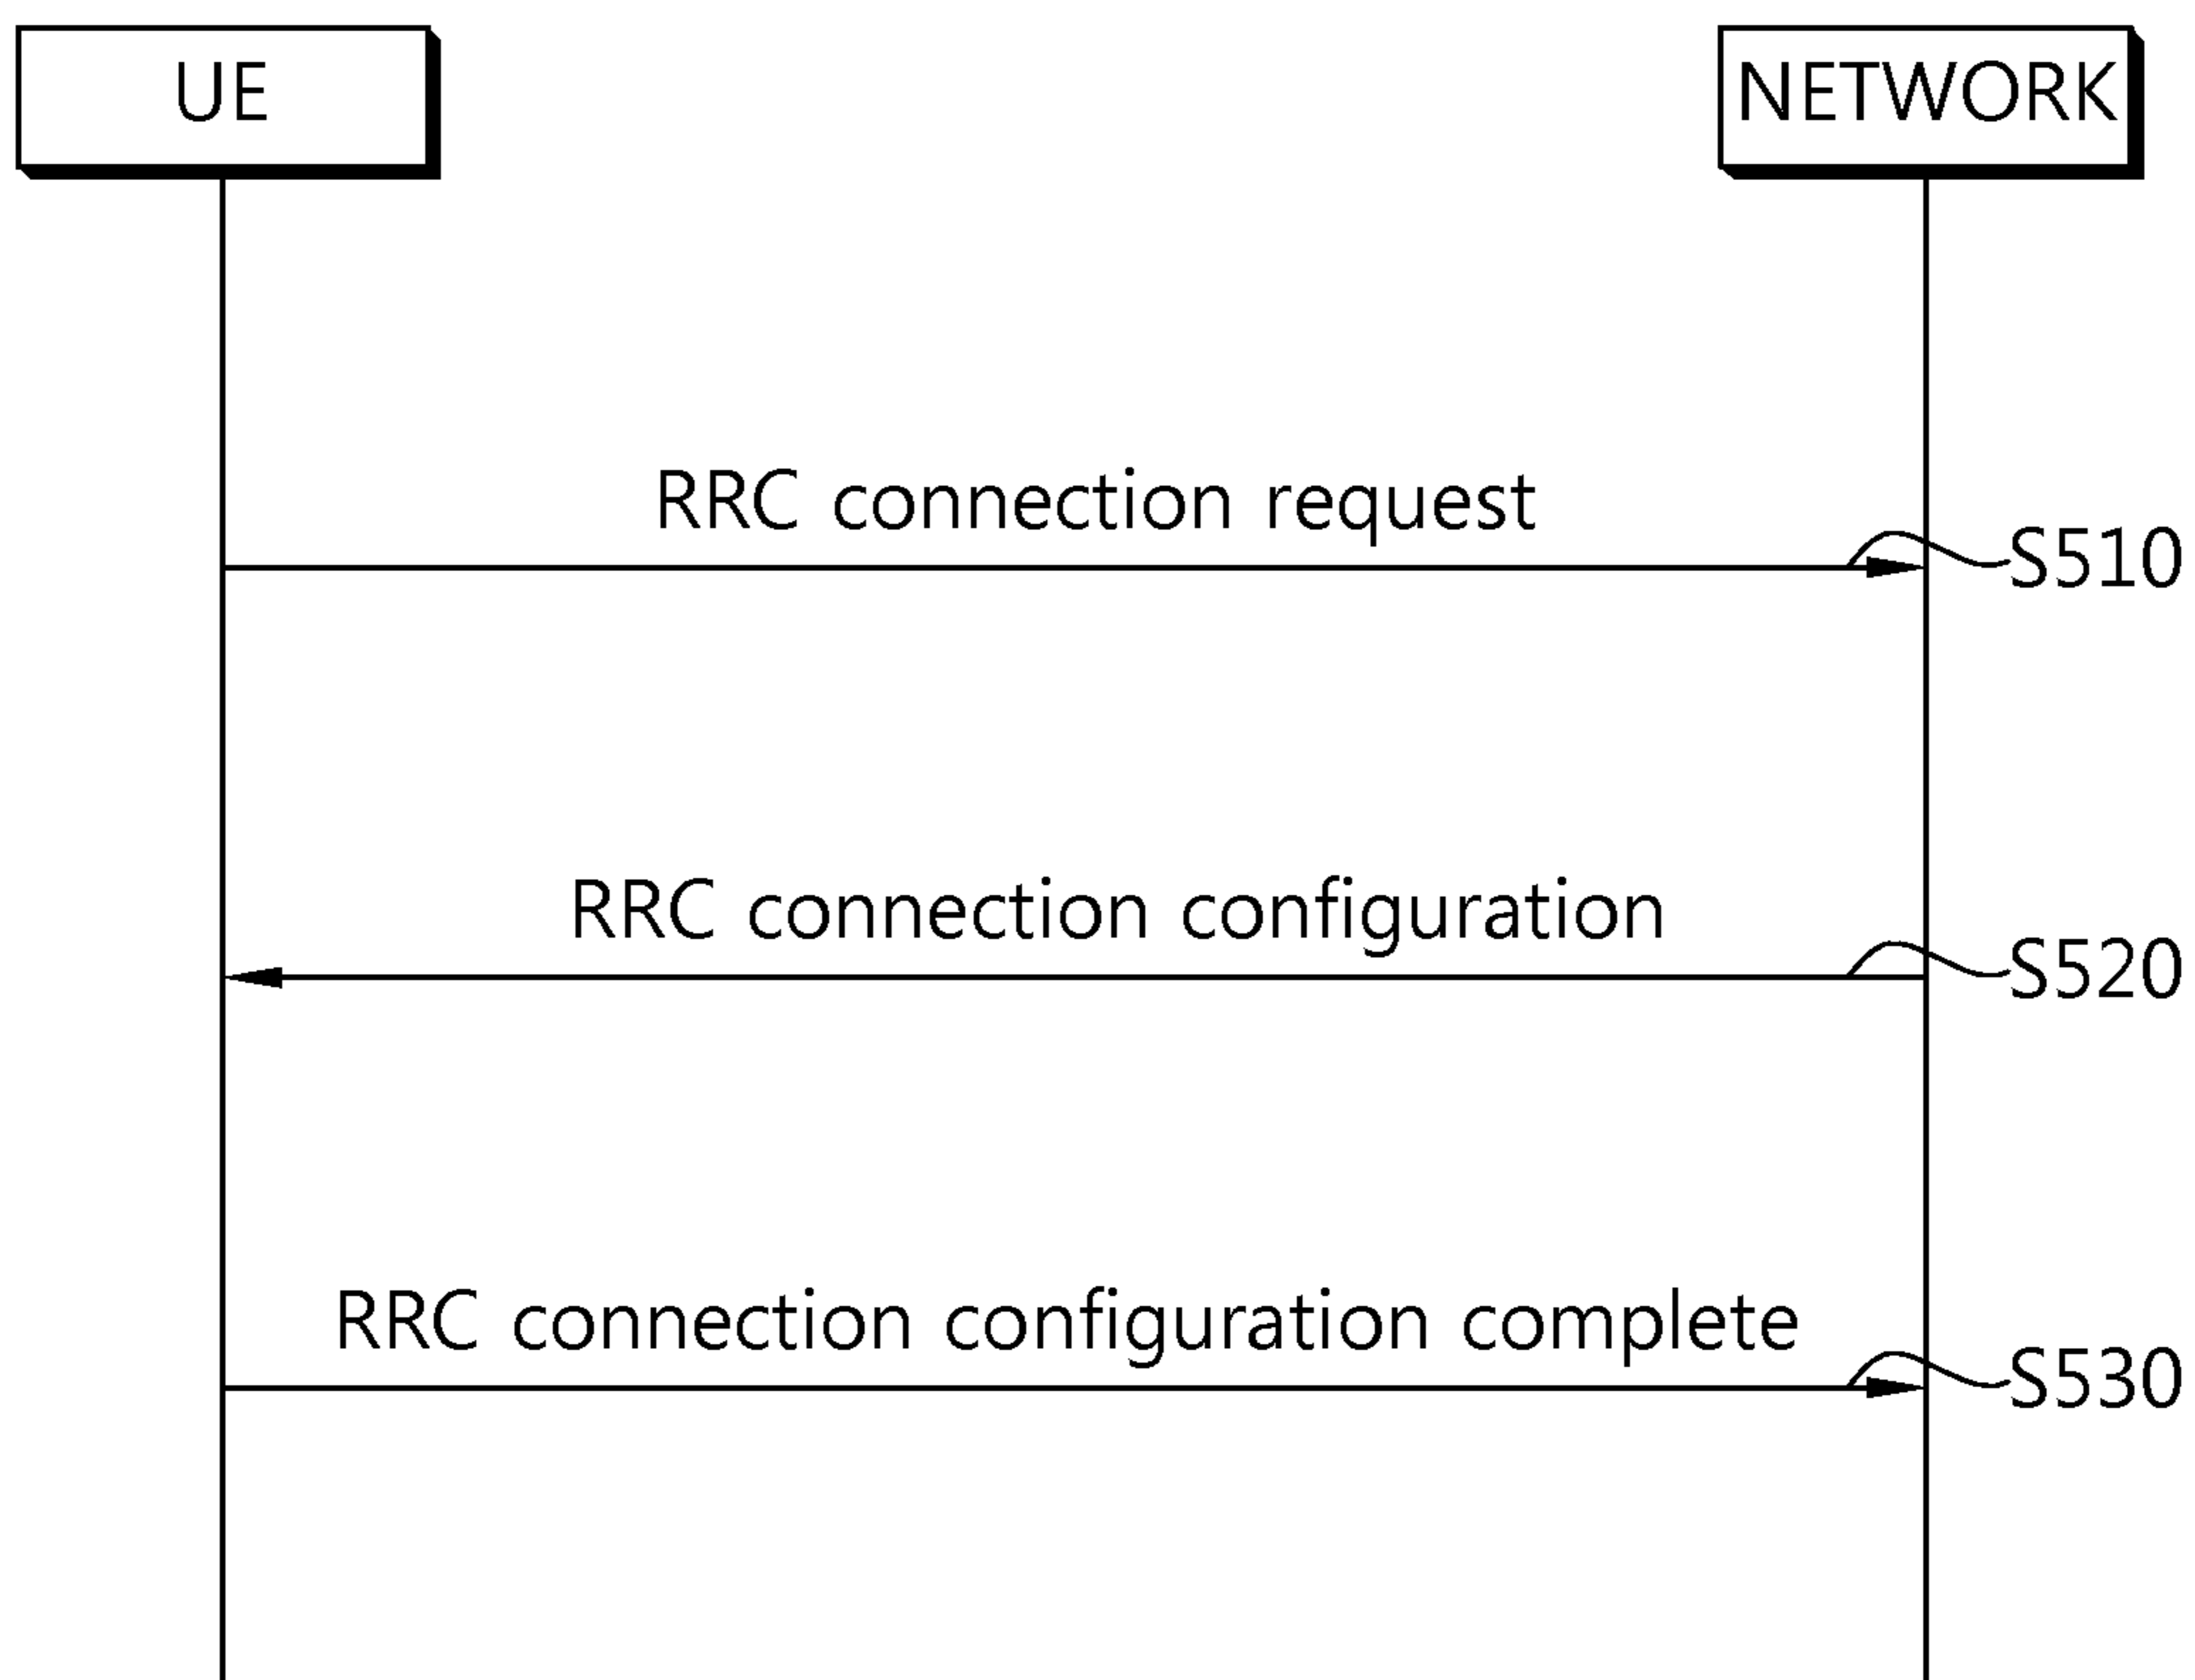 UE
NETWORK
RRC connection request
S510
RRC connection configuration
S520
RRC connection configuration complete
S530